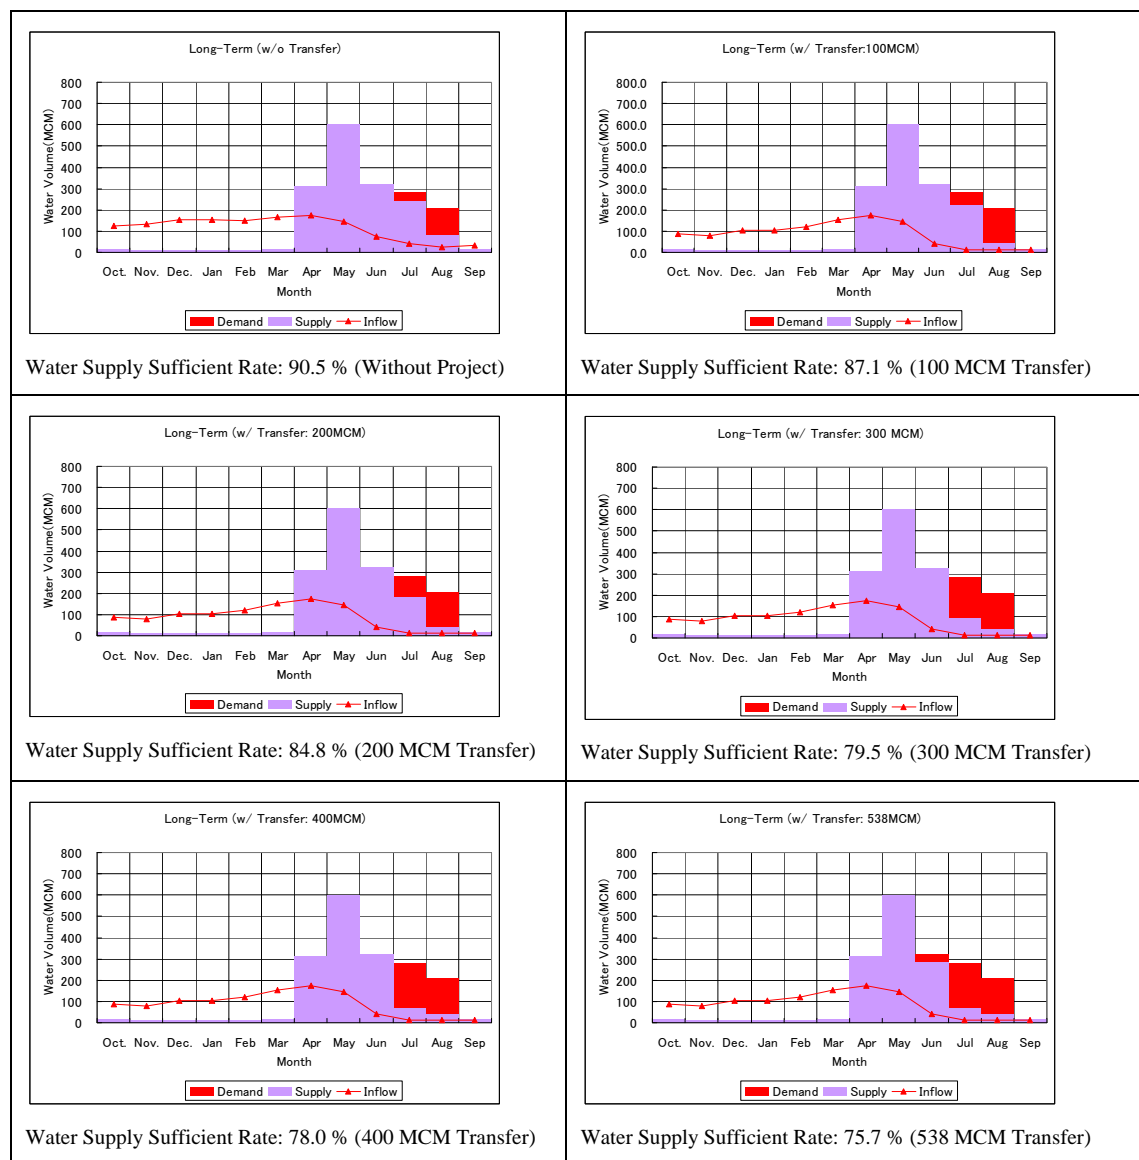 Long-Term (w/o Transfer)
800
700
600
500
400
300
200
100
0
Water Volume(MCM)
Oct. Nov. Dec. Jan Feb Mar Apr May Jun Jul Aug Sep
Month
Demand Supply Inflow
Water Supply Sufficient Rate: 90.5 % (Without Project)
Long-Term (w/ Transfer:100MCM)
800.0
700.0
600.0
500.0
400.0
300.0
200.0
100.0
0.0
Water Volume(MCM)
Oct. Nov. Dec. Jan Feb Mar Apr May Jun Jul Aug Sep
Month
Demand Supply Inflow
Water Supply Sufficient Rate: 87.1 % (100 MCM Transfer)
Long-Term (w/ Transfer: 200MCM)
800
700
600
500
400
300
200
100
0
Water Volume(MCM)
Oct. Nov. Dec. Jan Feb Mar Apr May Jun Jul Aug Sep
Month
Demand Supply Inflow
Water Supply Sufficient Rate: 84.8 % (200 MCM Transfer)
Long-Term (w/ Transfer: 300 MCM)
800
700
600
500
400
300
200
100
0
Water Volume(MCM)
Oct. Nov. Dec. Jan Feb Mar Apr May Jun Jul Aug Sep
Month
Demand Supply Inflow
Water Supply Sufficient Rate: 79.5 % (300 MCM Transfer)
Long-Term (w/ Transfer: 400MCM)
800
700
600
500
400
300
200
100
0
Water Volume(MCM)
Oct. Nov. Dec. Jan Feb Mar Apr May Jun Jul Aug Sep
Month
Demand Supply Inflow
Water Supply Sufficient Rate: 78.0 % (400 MCM Transfer)
Long-Term (w/ Transfer: 538MCM)
800
700
600
500
400
300
200
100
0
Water Volume(MCM)
Oct. Nov. Dec. Jan Feb Mar Apr May Jun Jul Aug Sep
Month
Demand Supply Inflow
Water Supply Sufficient Rate: 75.7 % (538 MCM Transfer)